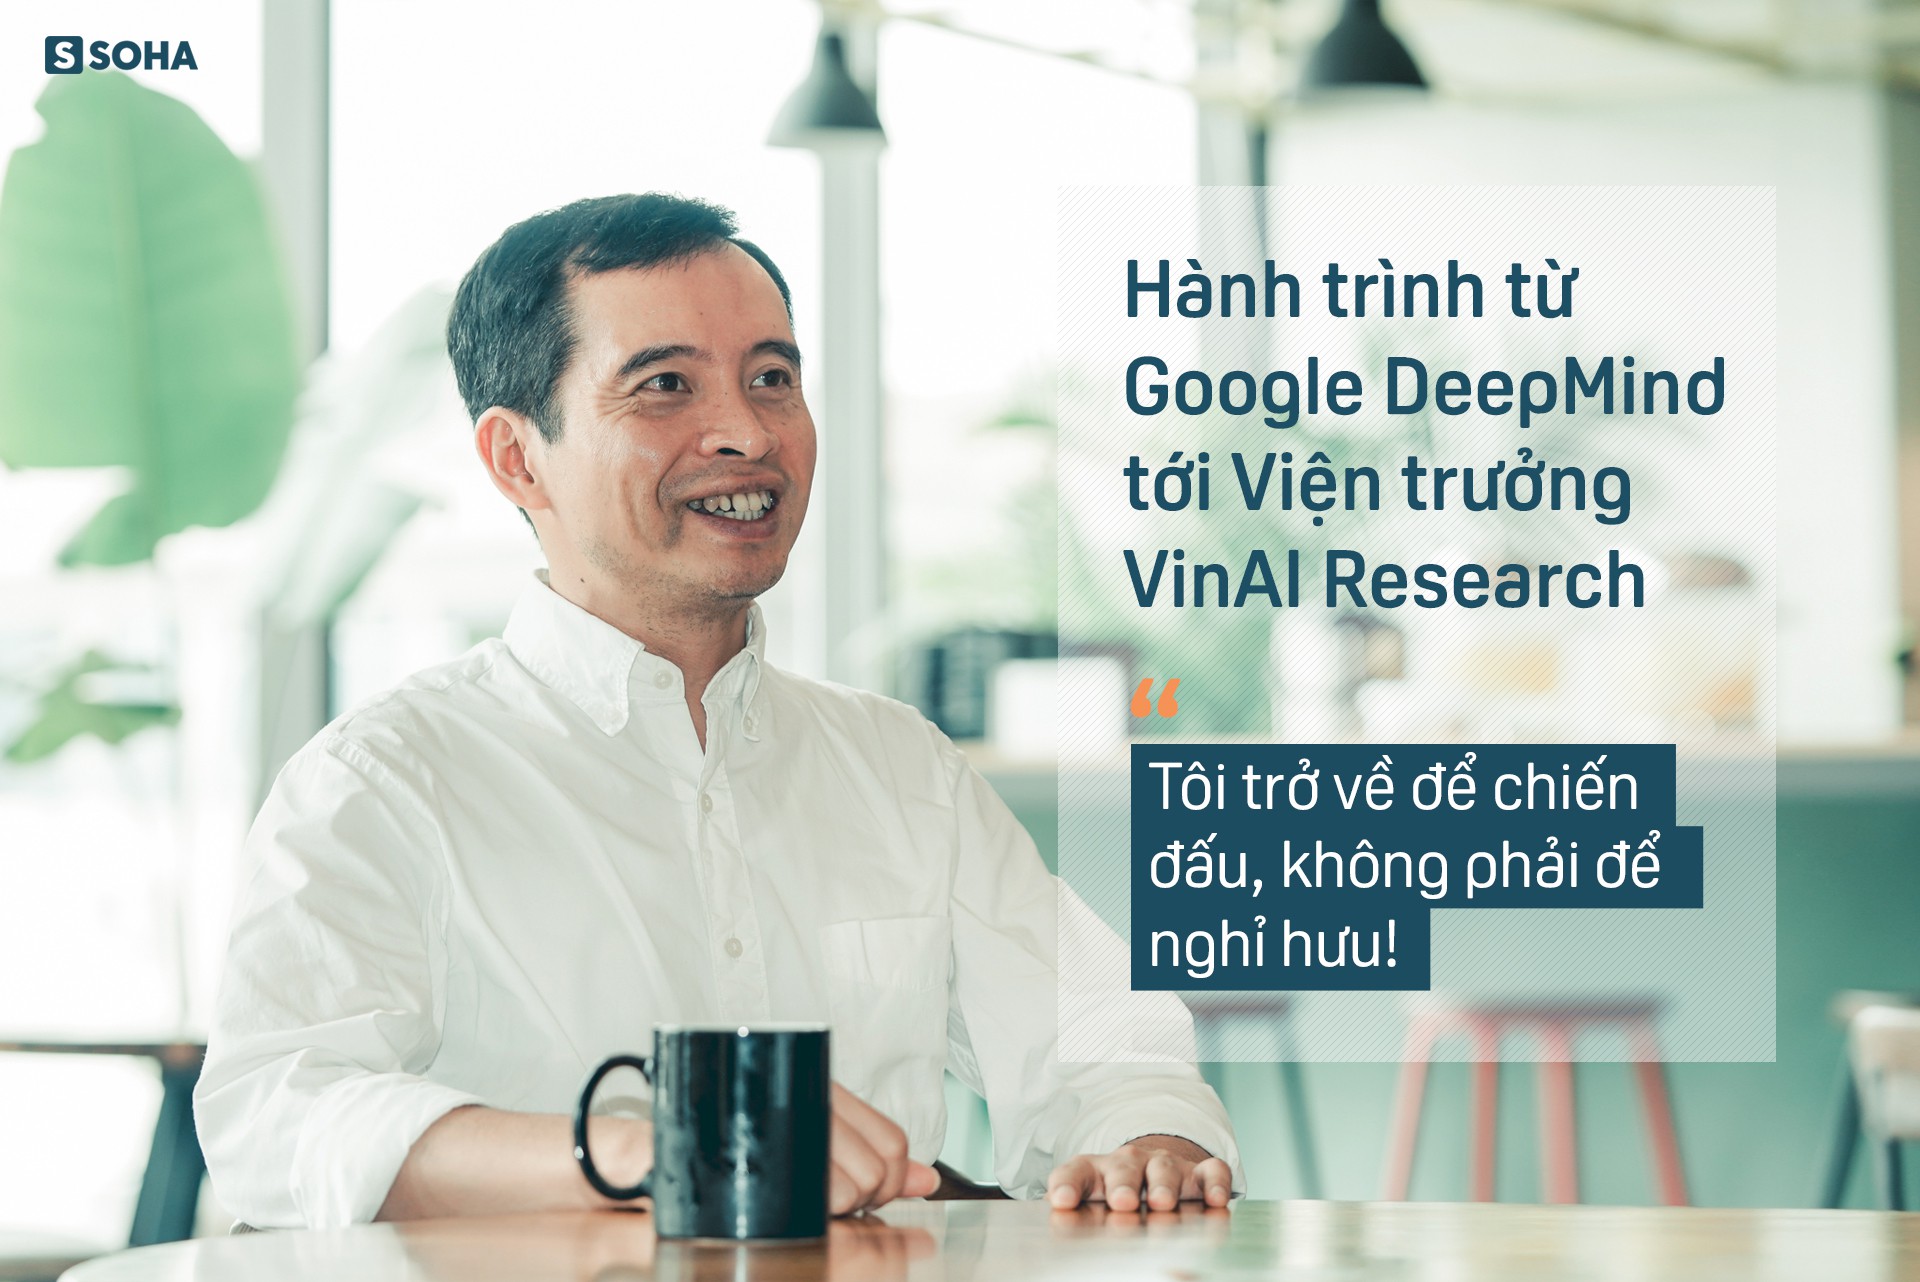 SOHA
Hành trình từ
Google DeepMind
tới Viện trưởng
VinAI Research
“
Tôi trở về để chiến
đấu, không phải để
nghỉ hưu!